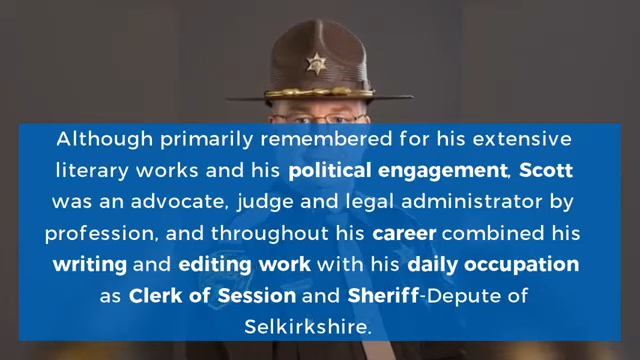 Although primarily remembered for his extensive
literary works and his political engagement, Scott
was an advocate, judge and legal administrator by
profession, and throughout his career combined his
writing and editing work with his daily occupation
as Clerk of Session and Sheriff-Depute of
Selkirkshire.